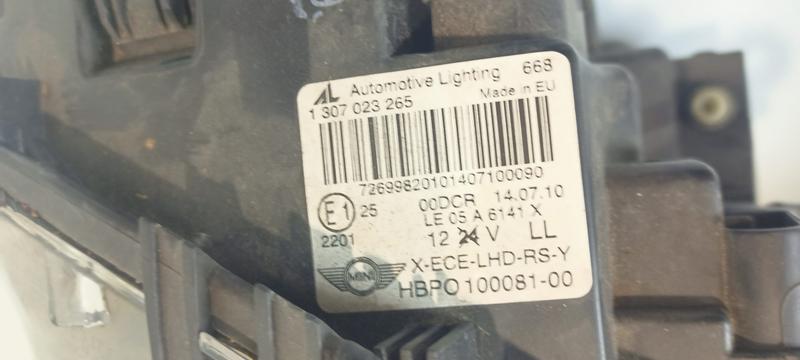 AL Automotive Lighting 668
1 307 023 265 Made in EU
72699820101407100090
E1 25 00DCR 14.07.10
LE 05 A 6141 X
2201 12 24 V LL
MINI X-ECE-LHD-RS-Y
HBPO 100081-00